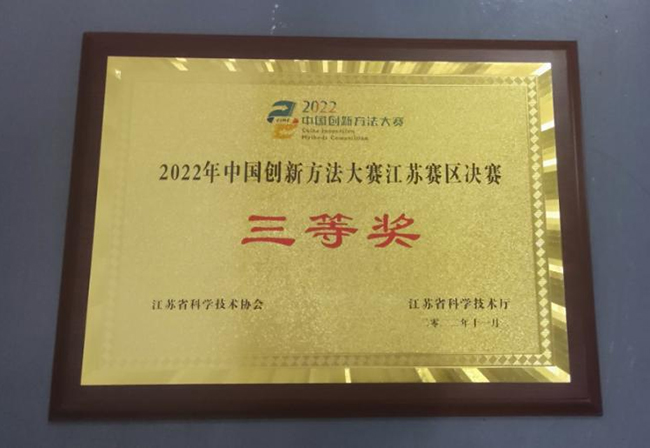 2022
中国创新方法大赛
China Innovation
Methods Competition
2022年中国创新方法大赛江苏赛区决赛
三等奖
江苏省科学技术协会
江苏省科学技术厅
二零二二年十一月